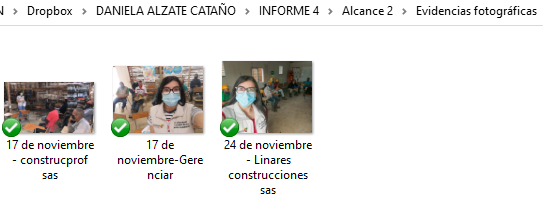 N > Dropbox > DANIELA ALZATE CATAÑO > INFORME 4 > Alcance 2 > Evidencias fotográficas
17 de noviembre
- construcprof
sas
17 de
noviembre-Gere
nciar
24 de noviembre
- Linares
construcciones
sas